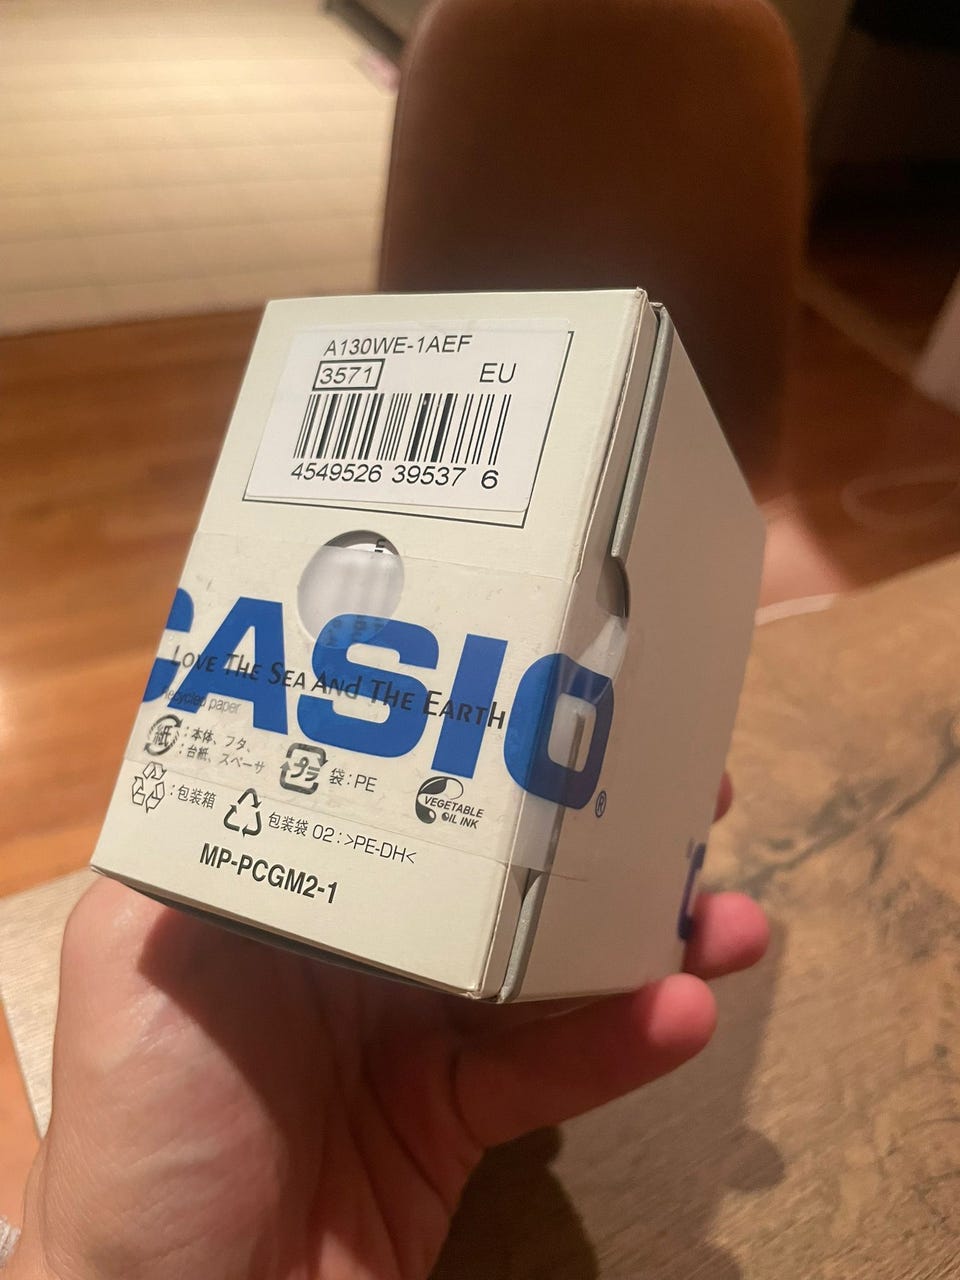 A130WE-1AEF
3571 EU
4549526 39537 6
CASIO®
LOVE THE SEA AND THE EARTH
Recycled paper
紙 :本体、フタ、
:台紙、スペーサ
プラ 袋:PE
VEGETABLE
OIL INK
:包装箱
包装袋 02:>PE-DH<
MP-PCGM2-1